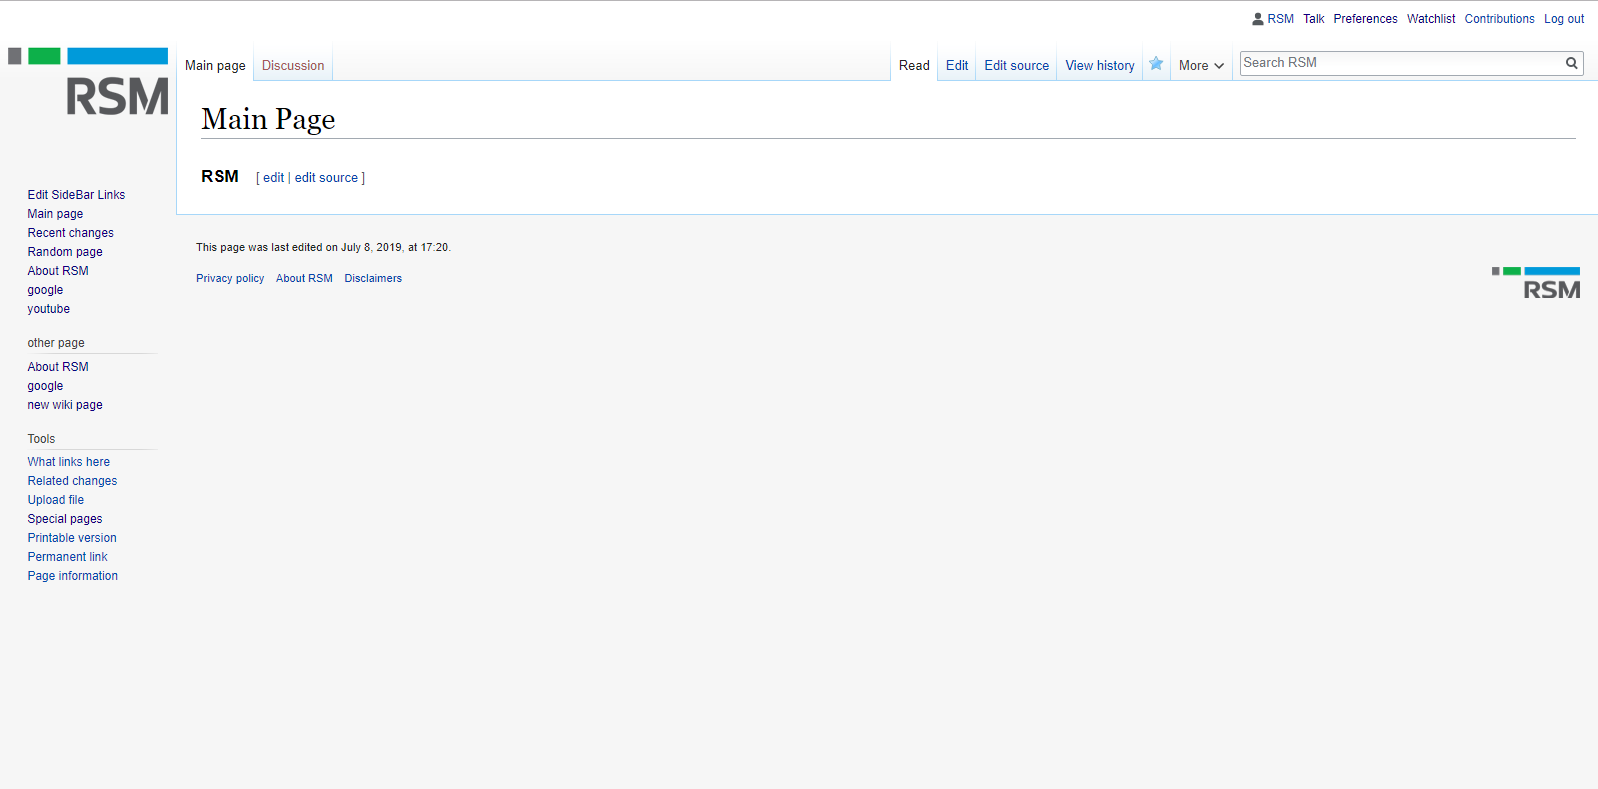 RSM Talk Preferences Watchlist Contributions Log out
RSM
Main page Discussion Read Edit Edit source View history More Search RSM
Main Page
RSM [ edit | edit source ]
Edit SideBar Links
Main page
Recent changes
Random page
About RSM
google
youtube
other page
About RSM
google
new wiki page
Tools
What links here
Related changes
Upload file
Special pages
Printable version
Permanent link
Page information
This page was last edited on July 8, 2019, at 17:20.
Privacy policy About RSM Disclaimers
RSM